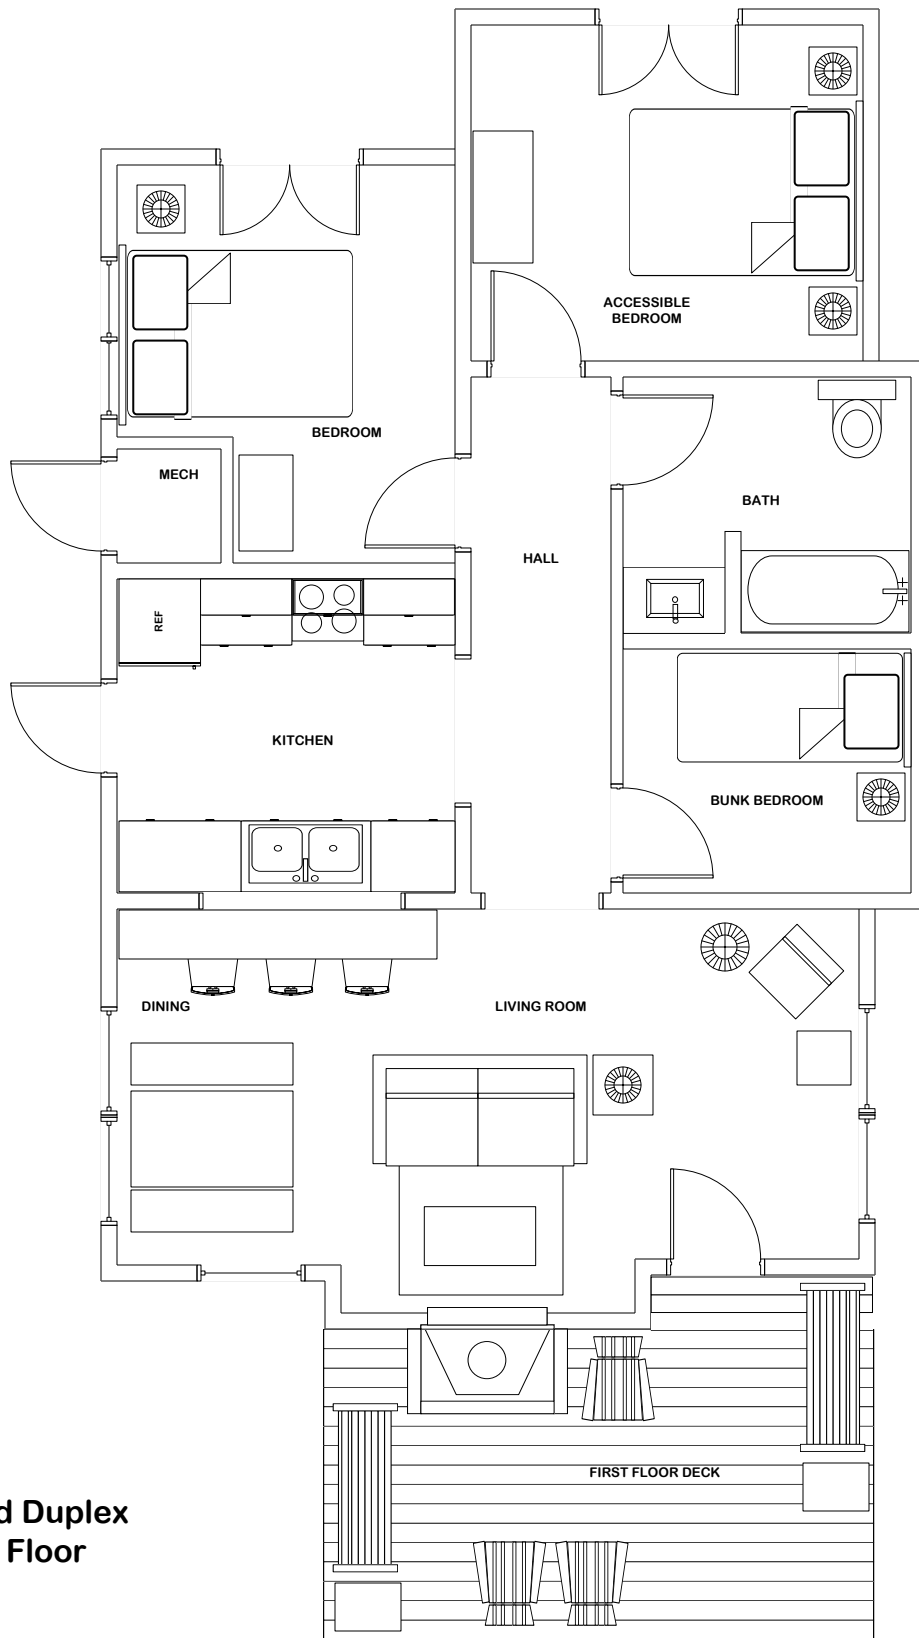 ACCESSIBLE
BEDROOM
BEDROOM
MECH
BATH
HALL
REF
KITCHEN
BUNK BEDROOM
DINING
LIVING ROOM
FIRST FLOOR DECK
Duplex
Floor